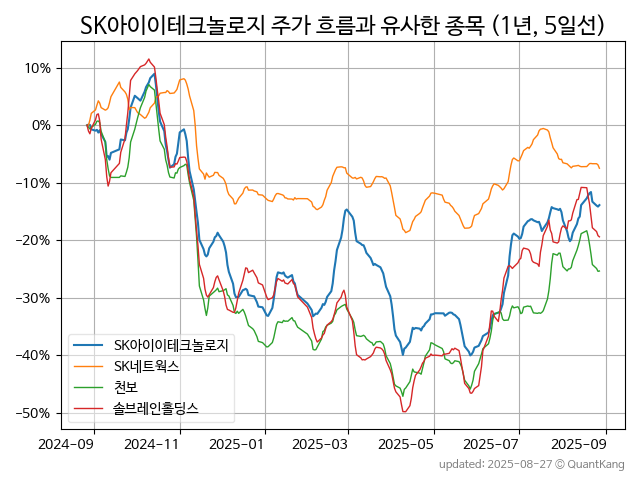 SK아이이테크놀로지 주가 흐름과 유사한 종목 (1년, 5일선)
10%
0%
−10%
−20%
−30%
−40%
−50%
SK아이이테크놀로지
SK네트웍스
천보
솔브레인홀딩스
2024-09 2024-11 2025-01 2025-03 2025-05 2025-07 2025-09
updated: 2025-08-27 © QuantKang